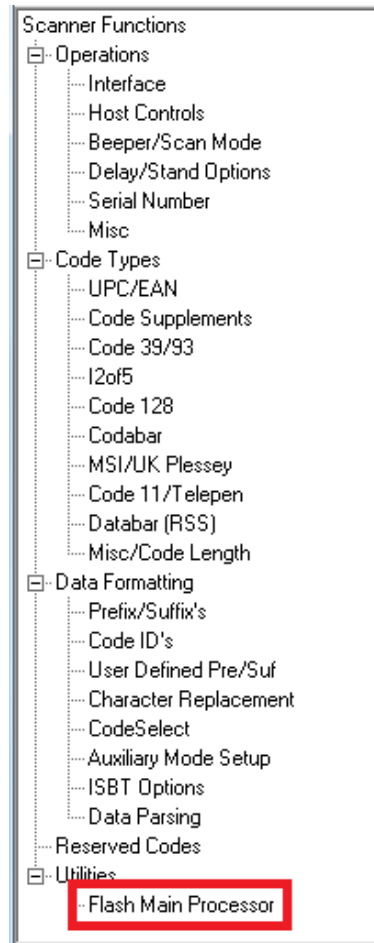 Scanner Functions
Operations
Interface
Host Controls
Beeper/Scan Mode
Delay/Stand Options
Serial Number
Misc
Code Types
UPC/EAN
Code Supplements
Code 39/93
I2of5
Code 128
Codabar
MSI/UK Plessey
Code 11/Telepen
Databar (RSS)
Misc/Code Length
Data Formatting
Prefix/Suffix's
Code ID's
User Defined Pre/Suf
Character Replacement
CodeSelect
Auxiliary Mode Setup
ISBT Options
Data Parsing
Reserved Codes
Utilities
Flash Main Processor